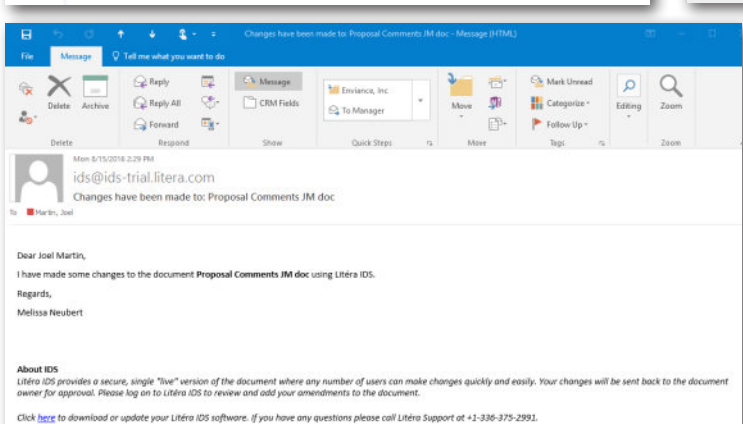 Changes have been made to: Proposal Comments JM doc - Message (HTML)
File Message Tell me what you want to do
Delete Archive
Reply
Reply All
Forward
Message
CRM Fields
Enviance, Inc
To Manager
Move
Mark Unread
Categorize
Follow Up
Editing
Zoom
Delete Respond Show Quick Steps Move Tags Zoom
Mon 8/15/2016 2:29 PM
ids@ids-trial.litera.com
Changes have been made to: Proposal Comments JM doc
To Martin, Joel
Dear Joel Martin,
I have made some changes to the document Proposal Comments JM doc using Litéra IDS.
Regards,
Melissa Neubert
About IDS
Litéra IDS provides a secure, single "live" version of the document where any number of users can make changes quickly and easily. Your changes will be sent back to the document
owner for approval. Please log on to Litéra IDS to review and add your amendments to the document.
Click here to download or update your Litéra IDS software. If you have any questions please call Litéra Support at +1-336-375-2991.